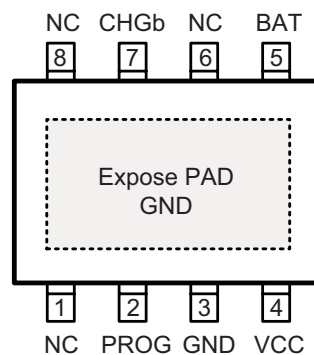 NC CHGb NC BAT
8 7 6 5
Expose PAD
GND
1 2 3 4
NC PROG GND VCC